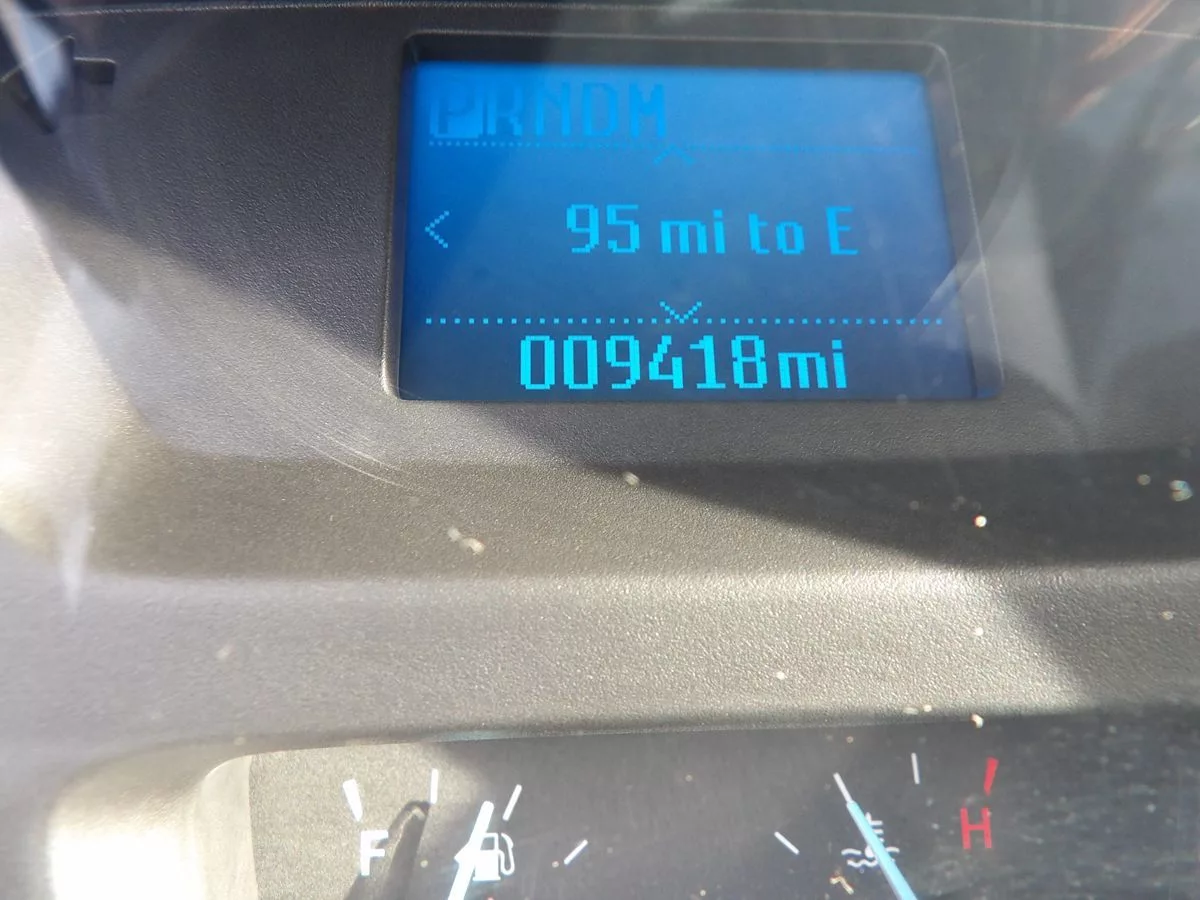 PRNDM
95 mi to E
009418mi
F
H